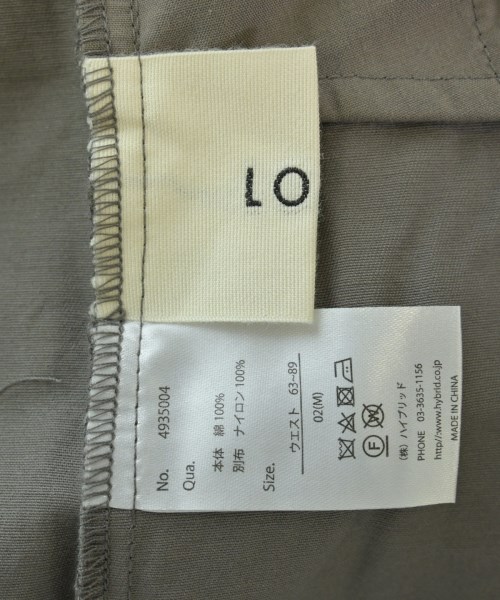 10
No. 4935004
Qua.
本体 綿 100%
別布 ナイロン 100%
Size.
ウエスト 63~89
02(M)
F W
(株) ハイブリッド
PHONE 03-3635-1156
http//:www.hybrid.co.jp
MADE IN CHINA